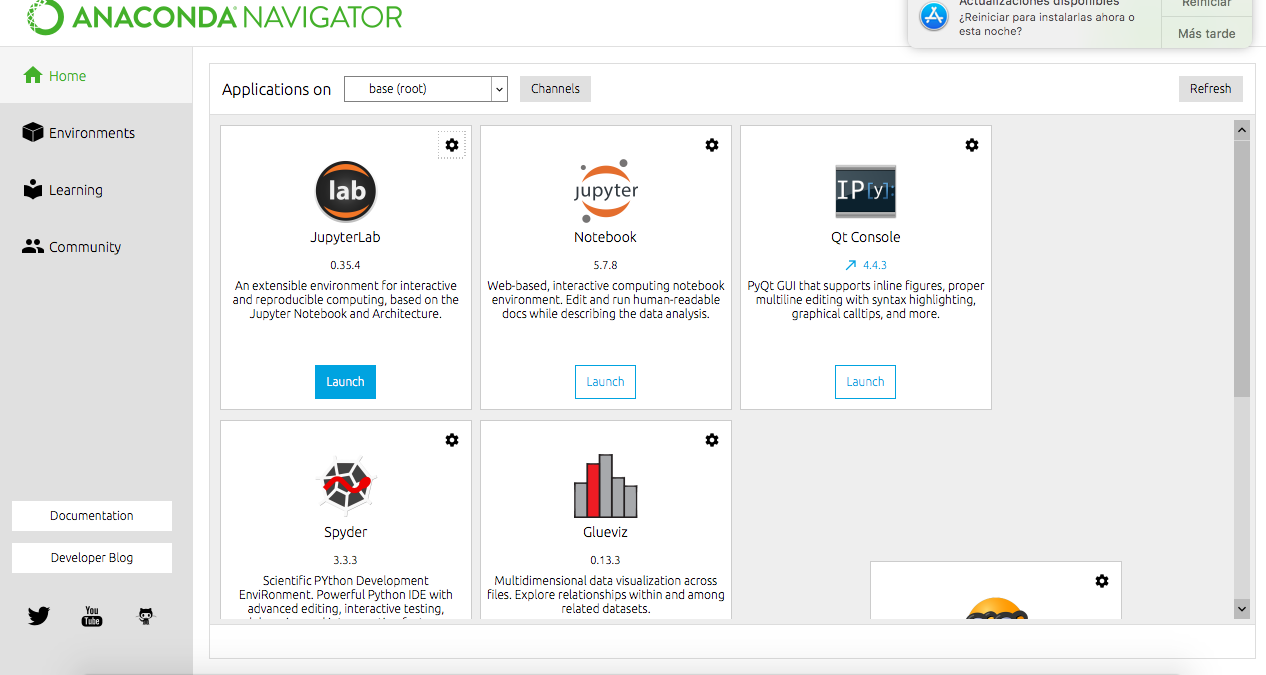 ANACONDA NAVIGATOR
Actualizaciones disponibles
¿Reiniciar para instalarlas ahora o
esta noche?
Reiniciar
Más tarde
Home
Environments
Learning
Community
Documentation
Developer Blog
You
Tube
Applications on
base (root)
Channels
Refresh
lab
JupyterLab
0.35.4
An extensible environment for interactive
and reproducible computing, based on the
Jupyter Notebook and Architecture.
Launch
jupyter
Notebook
5.7.8
Web-based, interactive computing notebook
environment. Edit and run human-readable
docs while describing the data analysis.
Launch
IP[y]:
Qt Console
4.4.3
PyQt GUI that supports inline figures, proper
multiline editing with syntax highlighting,
graphical calltips, and more.
Launch
Spyder
3.3.3
Scientific PYthon Development
EnviRonment. Powerful Python IDE with
advanced editing, interactive testing,
Glueviz
0.13.3
Multidimensional data visualization across
files. Explore relationships within and among
related datasets.